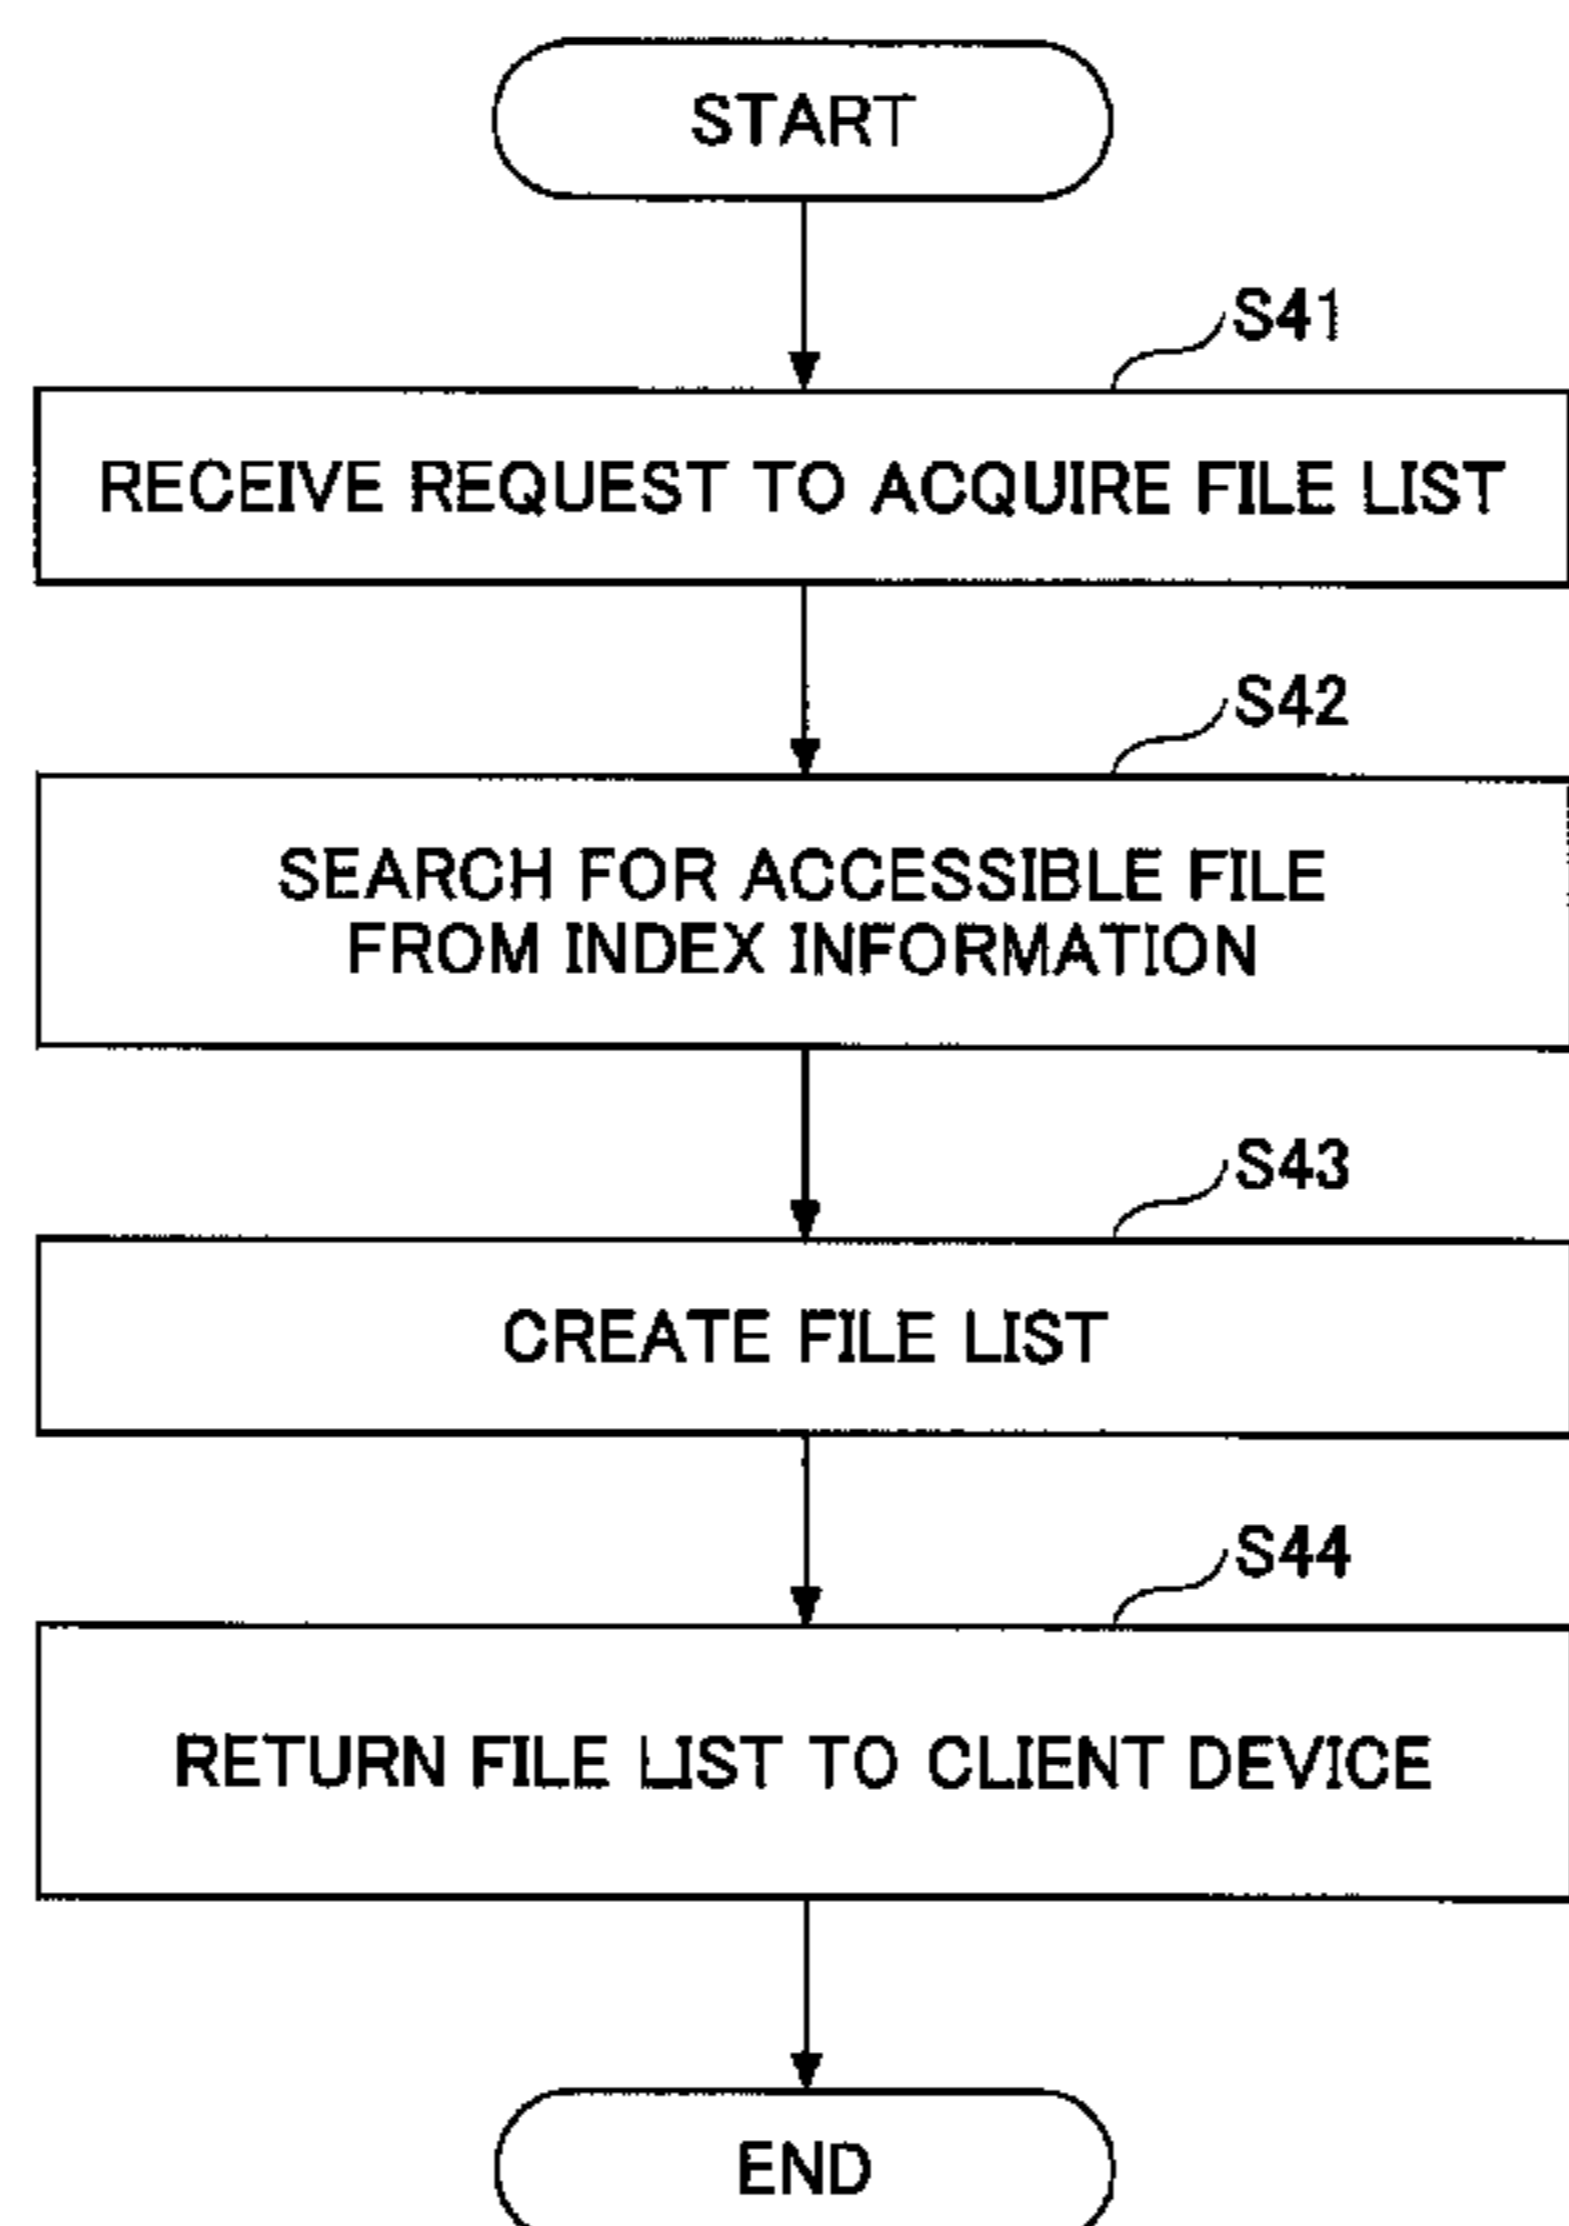 START
S41
RECEIVE REQUEST TO ACQUIRE FILE LIST
S42
SEARCH FOR ACCESSIBLE FILE
FROM INDEX INFORMATION
S43
CREATE FILE LIST
S44
RETURN FILE LIST TO CLIENT DEVICE
END